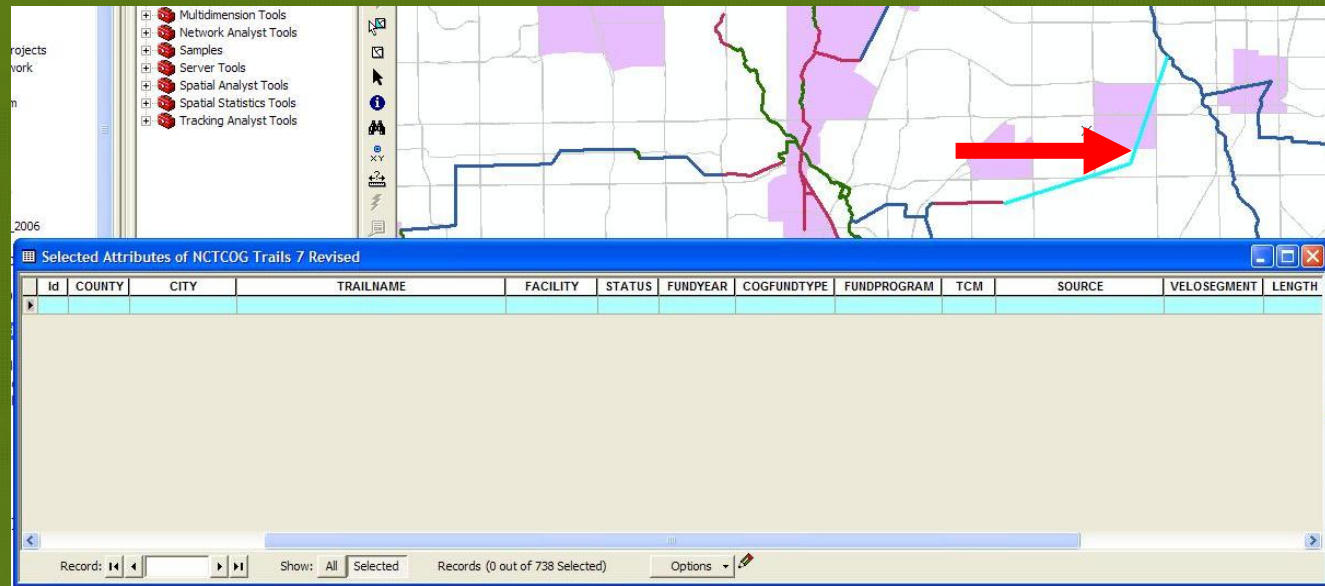 Multidimension Tools
Network Analyst Tools
Samples
Server Tools
Spatial Analyst Tools
Spatial Statistics Tools
Tracking Analyst Tools
rojects
_2006
XY
Selected Attributes of NCTCOG Trails 7 Revised
Id COUNTY CITY TRAILNAME FACILITY STATUS FUNDYEAR COGFUNDTYPE FUNDPROGRAM TCM SOURCE VELOSEGMENT LENGTH
Record: Show: All Selected Records (0 out of 738 Selected) Options